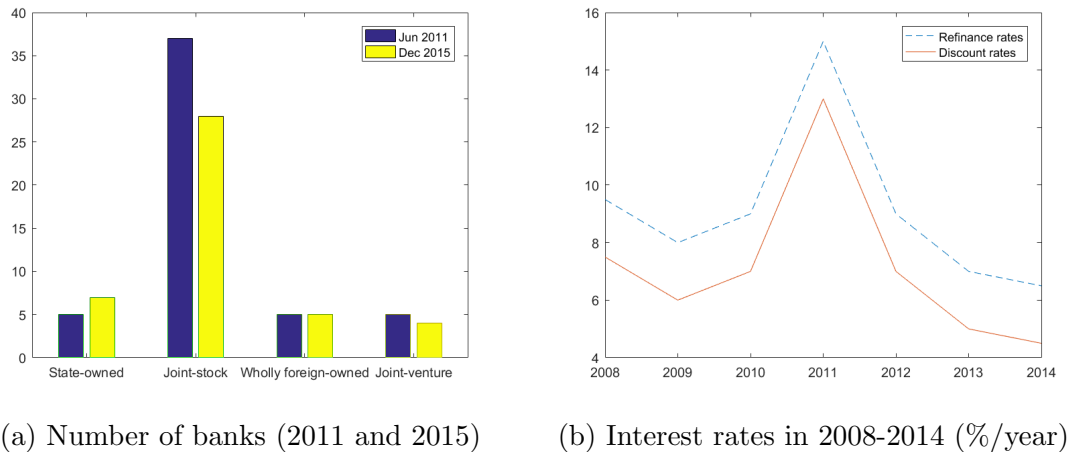 40
35
30
25
20
15
10
5
0
Jun 2011
Dec 2015
State-owned
Joint-stock
Wholly foreign-owned
Joint-venture
(a) Number of banks (2011 and 2015)
16
14
12
10
8
6
4
Refinance rates
Discount rates
2008
2009
2010
2011
2012
2013
2014
(b) Interest rates in 2008-2014 (%/year)